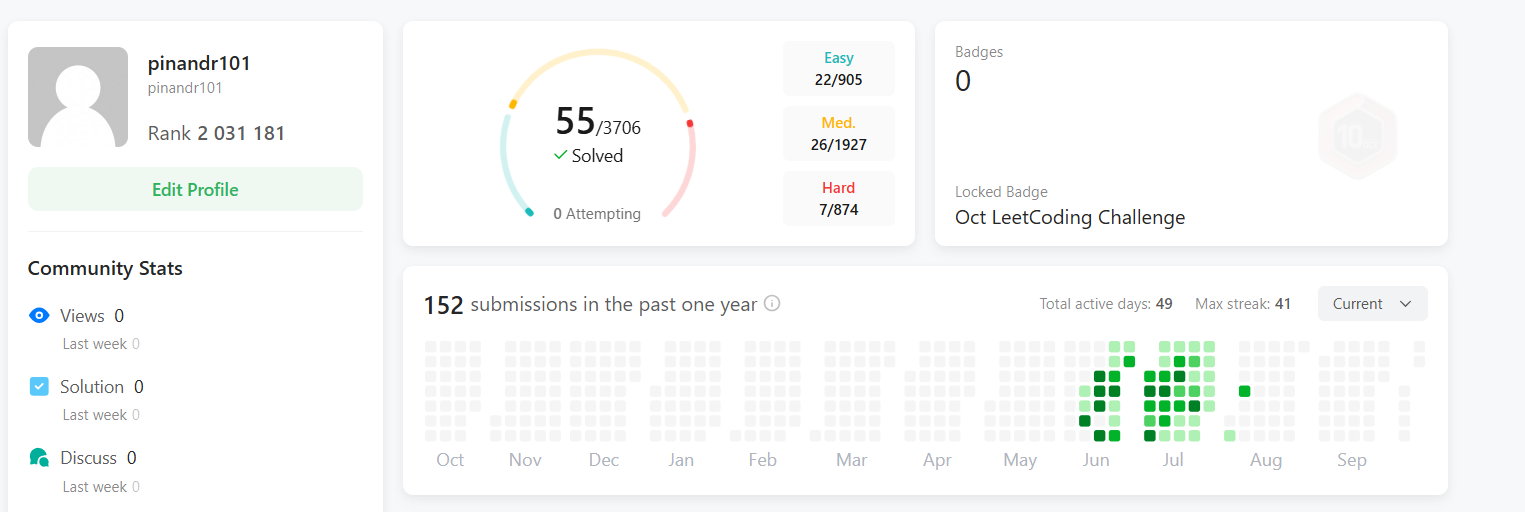 pinandr101
pinandr101
Rank 2 031 181
Edit Profile
Community Stats
Views 0
Last week 0
Solution 0
Last week 0
Discuss 0
Last week 0
55/3706
Solved
0 Attempting
Easy
22/905
Med.
26/1927
Hard
7/874
Badges
0
Locked Badge
Oct LeetCoding Challenge
152 submissions in the past one year
Total active days: 49
Max streak: 41
Current
Oct Nov Dec Jan Feb Mar Apr May Jun Jul Aug Sep